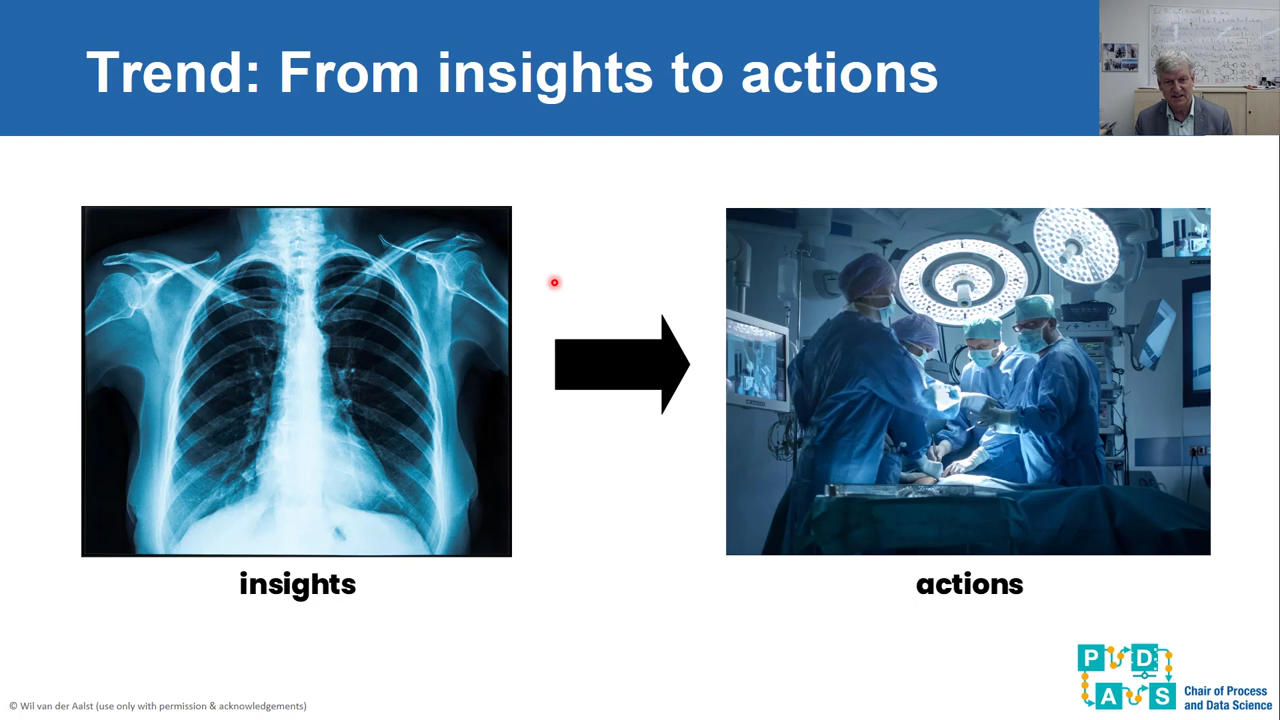 Trend: From insights to actions
insights
actions
P D
A S
Chair of Process
and Data Science
© Wil van der Aalst (use only with permission & acknowledgements)